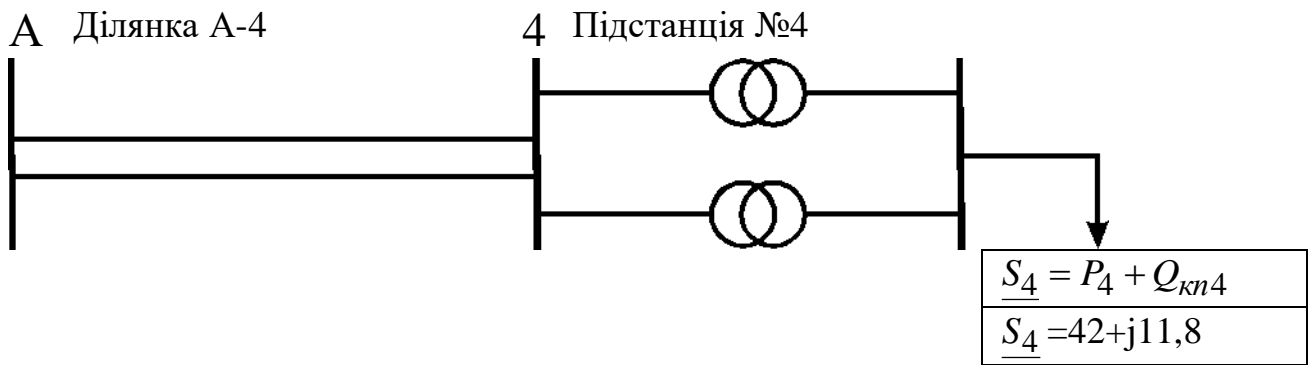 А Ділянка А-4 4 Підстанція №4
S4 = P4 + Qкп4
S4 =42+j11,8